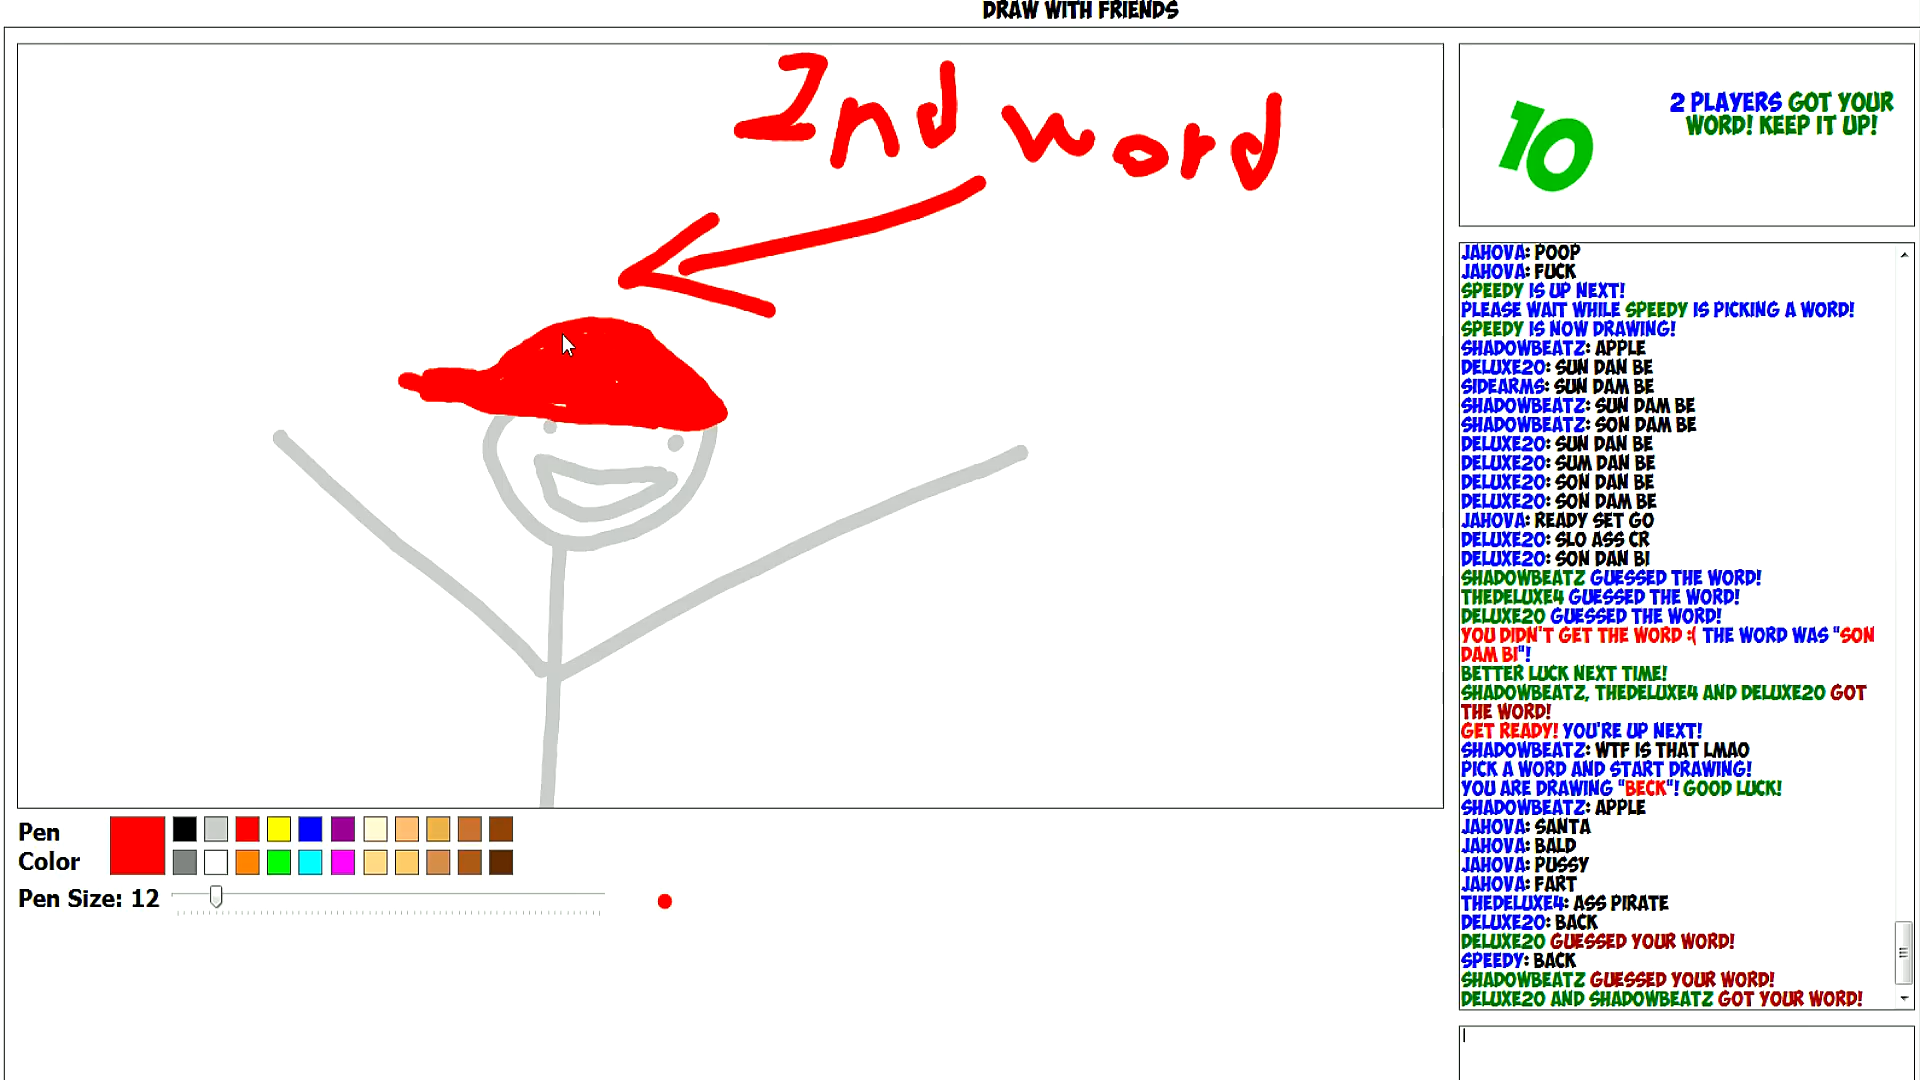 DRAW WITH FRIENDS
2nd word
10
2 PLAYERS GOT YOUR
WORD! KEEP IT UP!
JAHOVA: POOP
JAHOVA: FUCK
SPEEDY IS UP NEXT!
PLEASE WAIT WHILE SPEEDY IS PICKING A WORD!
SPEEDY IS NOW DRAWING!
SHADOWBEATZ: APPLE
DELUXE20: SUN DAN BE
SIDEARMS: SUN DAM BE
SHADOWBEATZ: SUN DAM BE
SHADOWBEATZ: SON DAM BE
DELUXE20: SUN DAN BE
DELUXE20: SUM DAN BE
DELUXE20: SON DAN BE
DELUXE20: SON DAM BE
JAHOVA: READY SET GO
DELUXE20: SLO ASS CR
DELUXE20: SON DAN BI
SHADOWBEATZ GUESSED THE WORD!
THEDELUXE4 GUESSED THE WORD!
DELUXE20 GUESSED THE WORD!
YOU DIDN'T GET THE WORD :( THE WORD WAS "SON
DAM BI"!
BETTER LUCK NEXT TIME!
SHADOWBEATZ, THEDELUXE4 AND DELUXE20 GOT
THE WORD!
GET READY! YOU'RE UP NEXT!
SHADOWBEATZ: WTF IS THAT LMAO
PICK A WORD AND START DRAWING!
YOU ARE DRAWING "BECK"! GOOD LUCK!
SHADOWBEATZ: APPLE
JAHOVA: SANTA
JAHOVA: BALD
JAHOVA: PUSSY
JAHOVA: FART
THEDELUXE4: ASS PIRATE
DELUXE20: BACK
DELUXE20 GUESSED YOUR WORD!
SPEEDY: BACK
SHADOWBEATZ GUESSED YOUR WORD!
DELUXE20 AND SHADOWBEATZ GOT YOUR WORD!
Pen
Color
Pen Size: 12